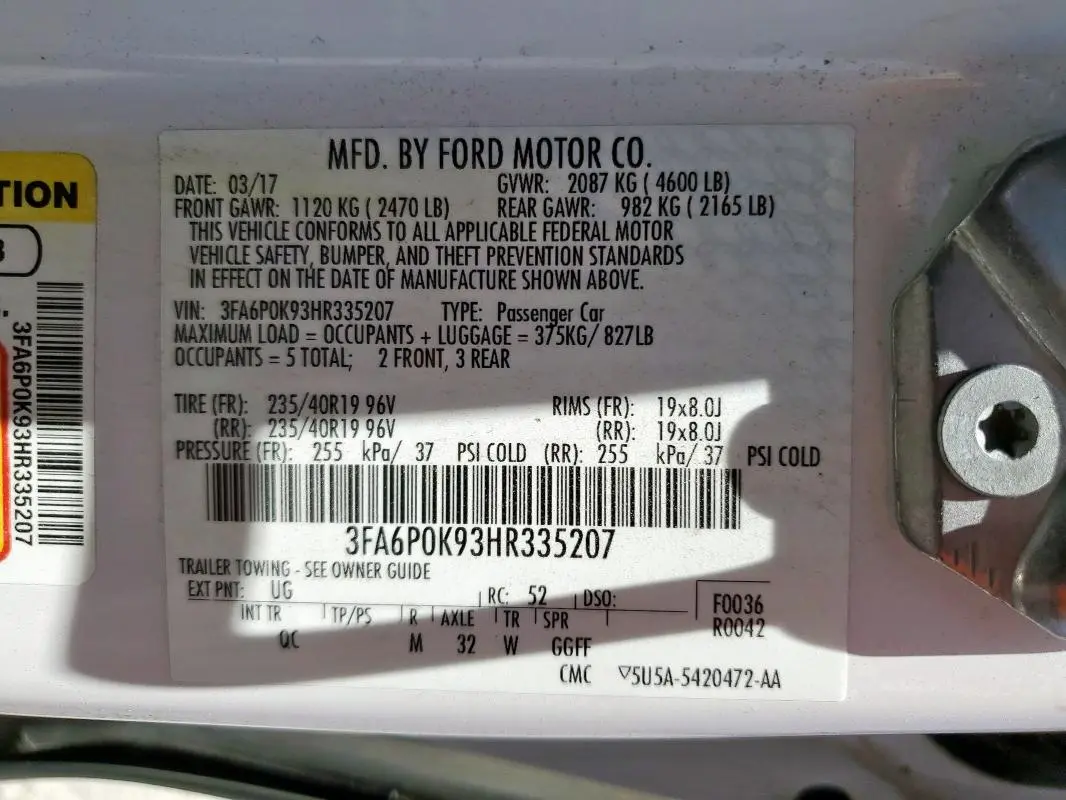 TION
3FA6P0K93HR335207
MFD. BY FORD MOTOR CO.
DATE: 03/17 GVWR: 2087 KG ( 4600 LB)
FRONT GAWR: 1120 KG ( 2470 LB) REAR GAWR: 982 KG ( 2165 LB)
THIS VEHICLE CONFORMS TO ALL APPLICABLE FEDERAL MOTOR
VEHICLE SAFETY, BUMPER, AND THEFT PREVENTION STANDARDS
IN EFFECT ON THE DATE OF MANUFACTURE SHOWN ABOVE.
VIN: 3FA6P0K93HR335207 TYPE: Passenger Car
MAXIMUM LOAD = OCCUPANTS + LUGGAGE = 375KG/ 827LB
OCCUPANTS = 5 TOTAL; 2 FRONT, 3 REAR
TIRE (FR): 235/40R19 96V RIMS (FR): 19x8.0J
(RR): 235/40R19 96V (RR): 19x8.0J
PRESSURE (FR): 255 kPa/ 37 PSI COLD (RR): 255 kPa/ 37 PSI COLD
3FA6P0K93HR335207
TRAILER TOWING - SEE OWNER GUIDE
EXT PNT: UG RC: 52 DSO: F0036
INT TR TP/PS R AXLE TR SPR R0042
QC M 32 W GGFF
CMC ▽5U5A-5420472-AA